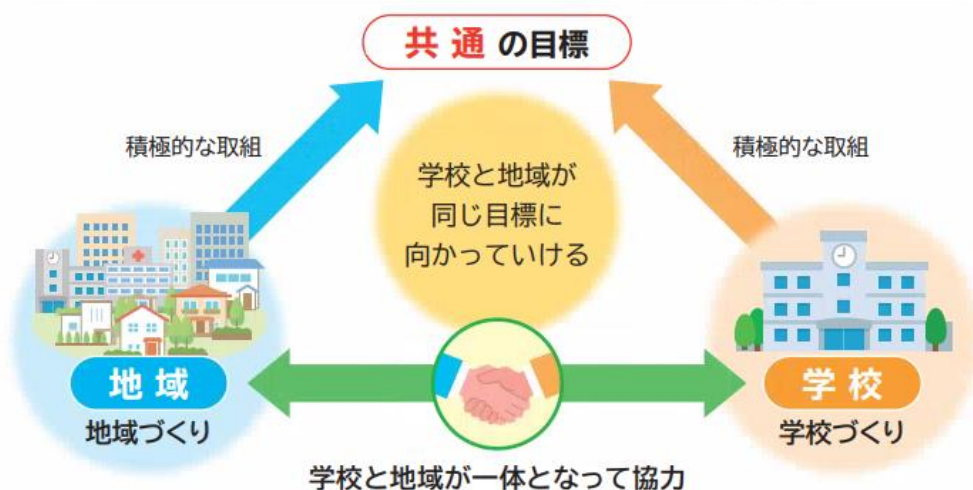 共通の目標
積極的な取組
積極的な取組
学校と地域が
同じ目標に
向かっていける
地域
地域づくり
学校
学校づくり
学校と地域が一体となって協力